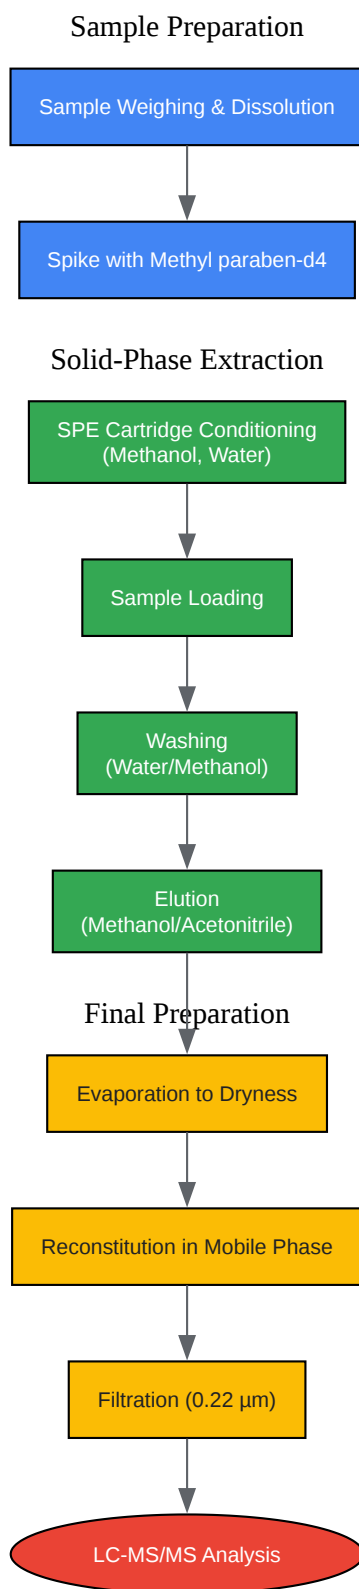 Sample Preparation
Sample Weighing & Dissolution
Spike with Methyl paraben-d4
Solid-Phase Extraction
SPE Cartridge Conditioning
(Methanol, Water)
Sample Loading
Washing
(Water/Methanol)
Elution
(Methanol/Acetonitrile)
Final Preparation
Evaporation to Dryness
Reconstitution in Mobile Phase
Filtration (0.22 µm)
LC-MS/MS Analysis